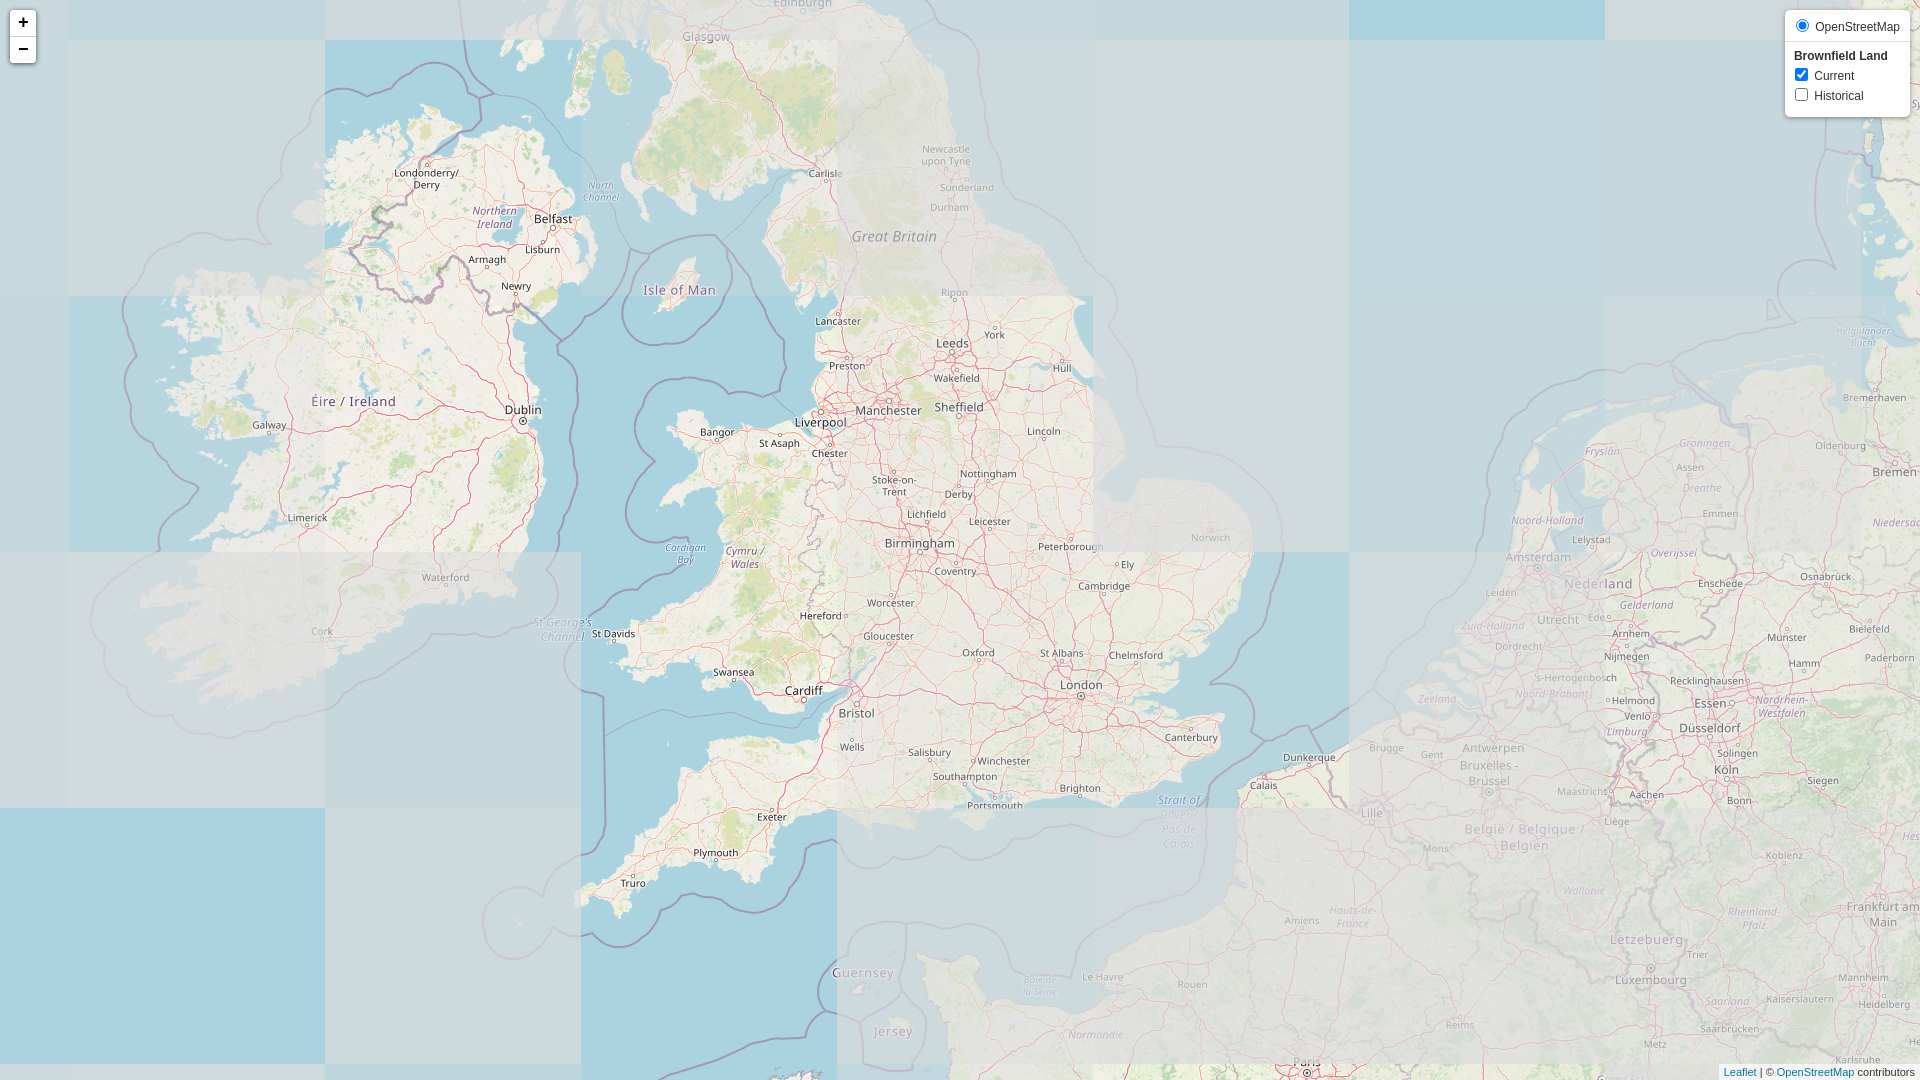 +
−
OpenStreetMap
Brownfield Land
Current
Historical
Edinburgh
Glasgow
Londonderry/
Derry
North
Channel
Carlisle
Newcastle
upon Tyne
Sunderland
Durham
Northern
Ireland
Belfast
Lisburn
Great Britain
Armagh
Newry
Isle of Man
Ripon
Lancaster
York
Leeds
Preston
Hull
Wakefield
Helgoländer
Bucht
Éire / Ireland
Dublin
Manchester
Sheffield
Liverpool
Galway
Bangor
St Asaph
Chester
Lincoln
Bremerhaven
Groningen
Oldenburg
Fryslân
Assen
Bremen
Stoke-on-
Trent
Nottingham
Derby
Drenthe
Limerick
Lichfield
Leicester
Emmen
Noord-Holland
Niedersac
Birmingham
Peterborough
Norwich
Lelystad
Cardigan
Bay
Cymru /
Wales
Amsterdam
Overijssel
Coventry
Ely
Waterford
Cambridge
Nederland
Enschede
Osnabrück
Worcester
Leiden
Gelderland
Hereford
Utrecht
Ede
Cork
St George's
Channel
St Davids
Gloucester
Zuid-Holland
Arnhem
Münster
Bielefeld
Oxford
St Albans
Chelmsford
Dordrecht
Nijmegen
Hamm
Paderborn
Swansea
's-Hertogenbosch
Recklinghausen
Cardiff
London
Zeeland
Noord-Brabant
Helmond
Essen
Nordrhein-
Westfalen
Bristol
Venlo
Canterbury
Limburg
Düsseldorf
Wells
Salisbury
Winchester
Dunkerque
Brugge
Gent
Antwerpen
Solingen
Southampton
Calais
Bruxelles -
Brussel
Köln
Siegen
Brighton
Maastricht
Aachen
Bonn
Portsmouth
Strait of
Dover /
Pas de
Calais
Exeter
Lille
Liège
België / Belgique /
Belgien
Hes
Plymouth
Mons
Koblenz
Truro
Wallonie
Hauts-de-
France
Amiens
Rheinland-
Pfalz
Frankfurt am
Main
Lëtzebuerg
Trier
Guernsey
Le Havre
Baie de
la Seine
Rouen
Luxembourg
Mannheim
Saarland
Kaiserslautern
Heidelberg
Jersey
Normandie
Reims
Saarbrücken
Metz
Karlsruhe
Paris
Grand Est
Leaflet | © OpenStreetMap contributors